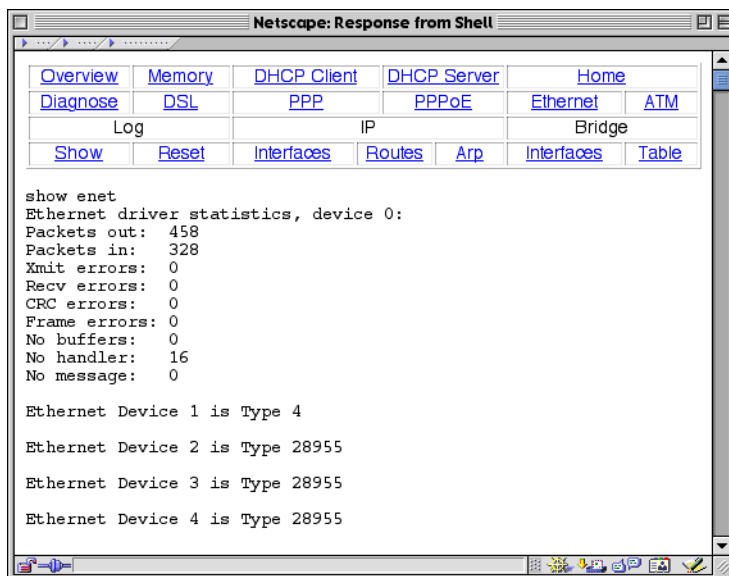 Netscape: Response from Shell
Overview Memory DHCP Client DHCP Server Home
Diagnose DSL PPP PPPoE Ethernet ATM
Log IP Bridge
Show Reset Interfaces Routes Arp Interfaces Table
show enet
Ethernet driver statistics, device 0:
Packets out: 458
Packets in: 328
Xmit errors: 0
Recv errors: 0
CRC errors: 0
Frame errors: 0
No buffers: 0
No handler: 16
No message: 0
Ethernet Device 1 is Type 4
Ethernet Device 2 is Type 28955
Ethernet Device 3 is Type 28955
Ethernet Device 4 is Type 28955